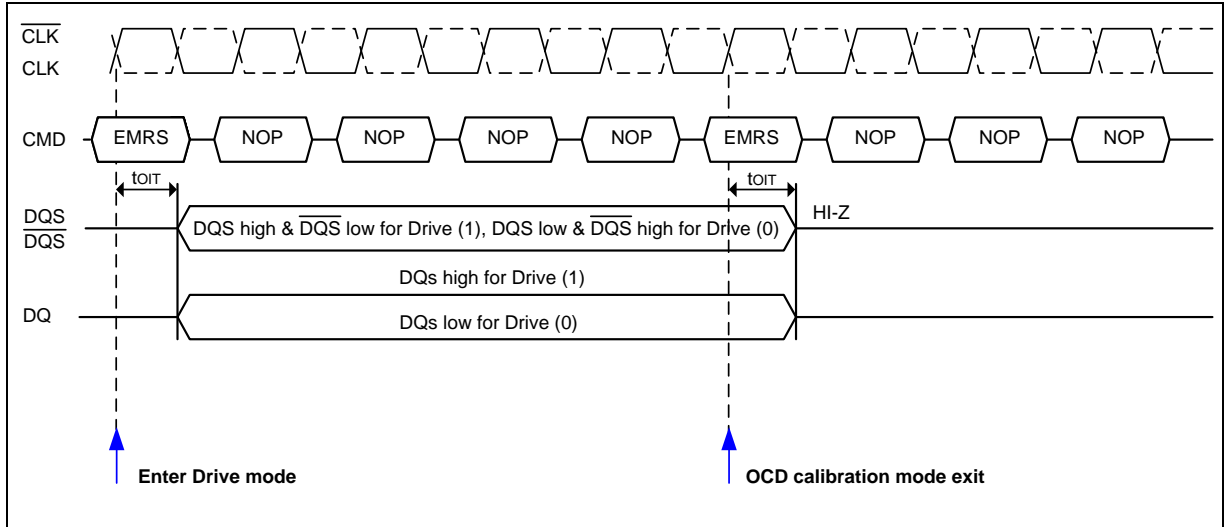 CLK
CLK
CMD EMRS NOP NOP NOP NOP EMRS NOP NOP NOP
tOIT tOIT
DQS
DQS
DQS high & DQS low for Drive (1), DQS low & DQS high for Drive (0)
HI-Z
DQs high for Drive (1)
DQ
DQs low for Drive (0)
Enter Drive mode
OCD calibration mode exit